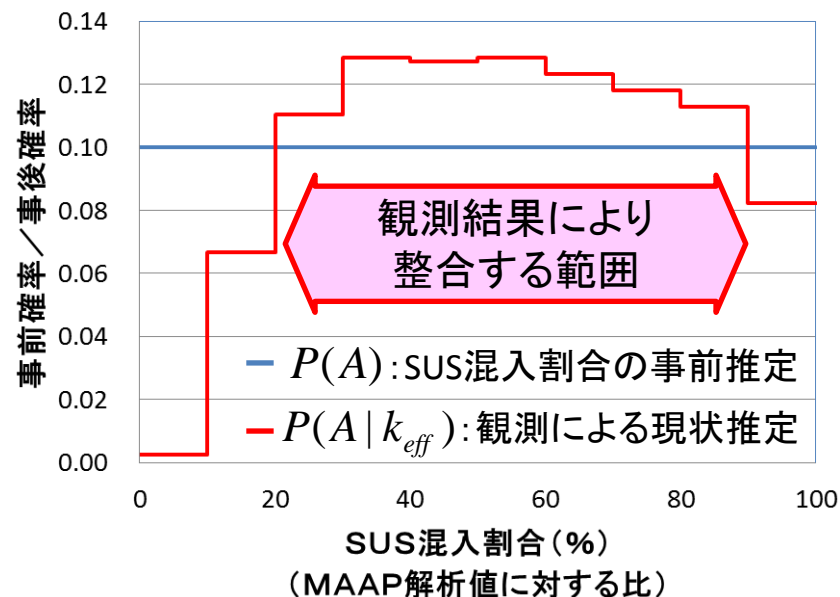 0.14
0.12
0.10
0.08
0.06
0.04
0.02
0.00
事前確率／事後確率
観測結果により
整合する範囲
P(A):SUS混入割合の事前推定
P(A|k_eff):観測による現状推定
0 20 40 60 80 100
SUS混入割合(%)
(MAAP解析値に対する比)